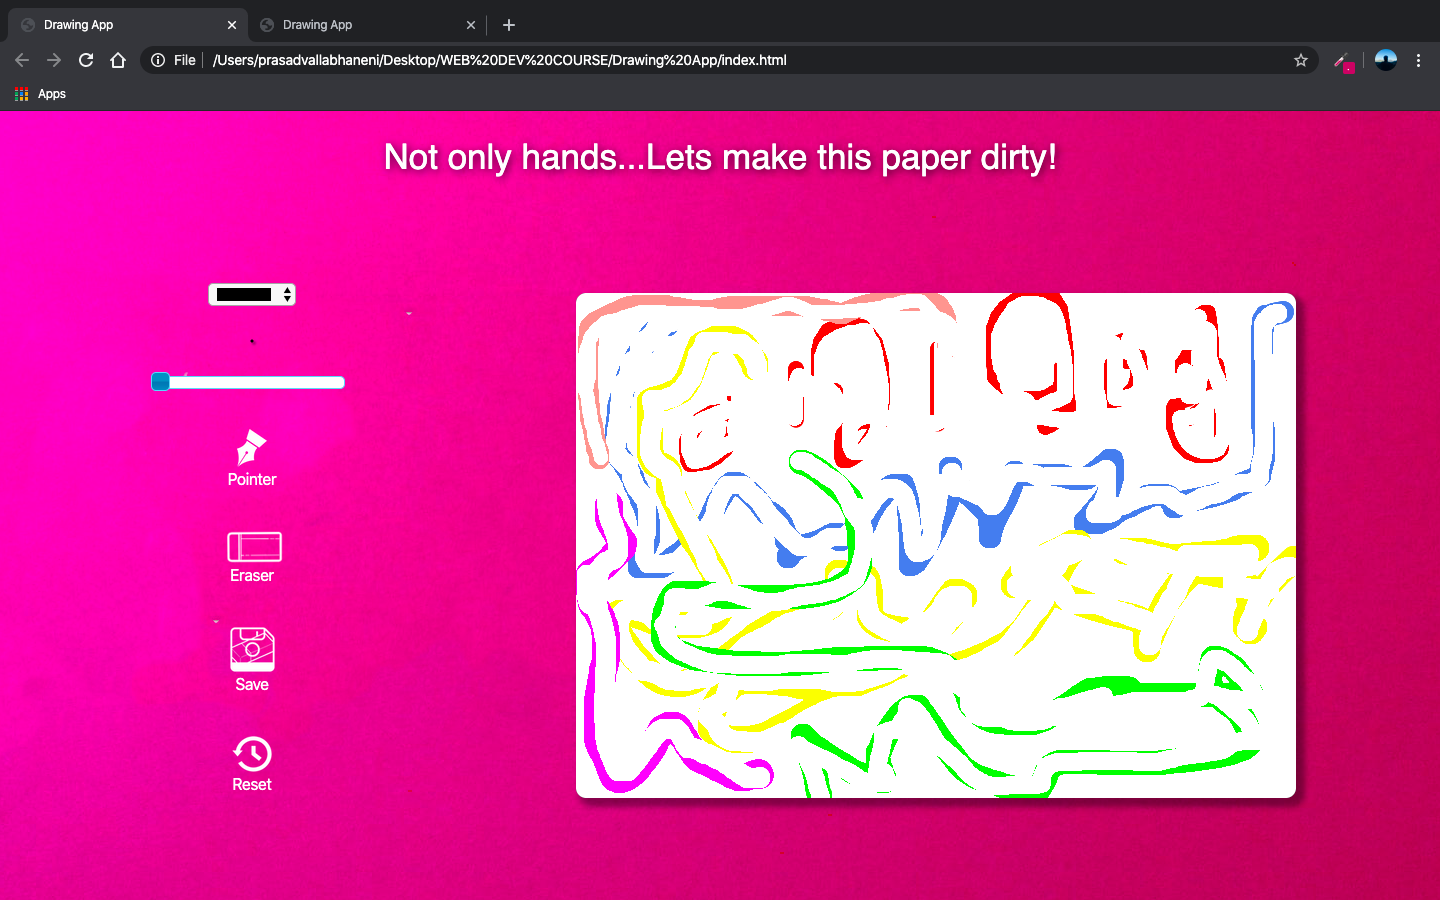 Drawing App
Drawing App
File
/Users/prasadvallabhaneni/Desktop/WEB%20DEV%20COURSE/Drawing%20App/index.html
Apps
Not only hands...Lets make this paper dirty!
Pointer
Eraser
Save
Reset